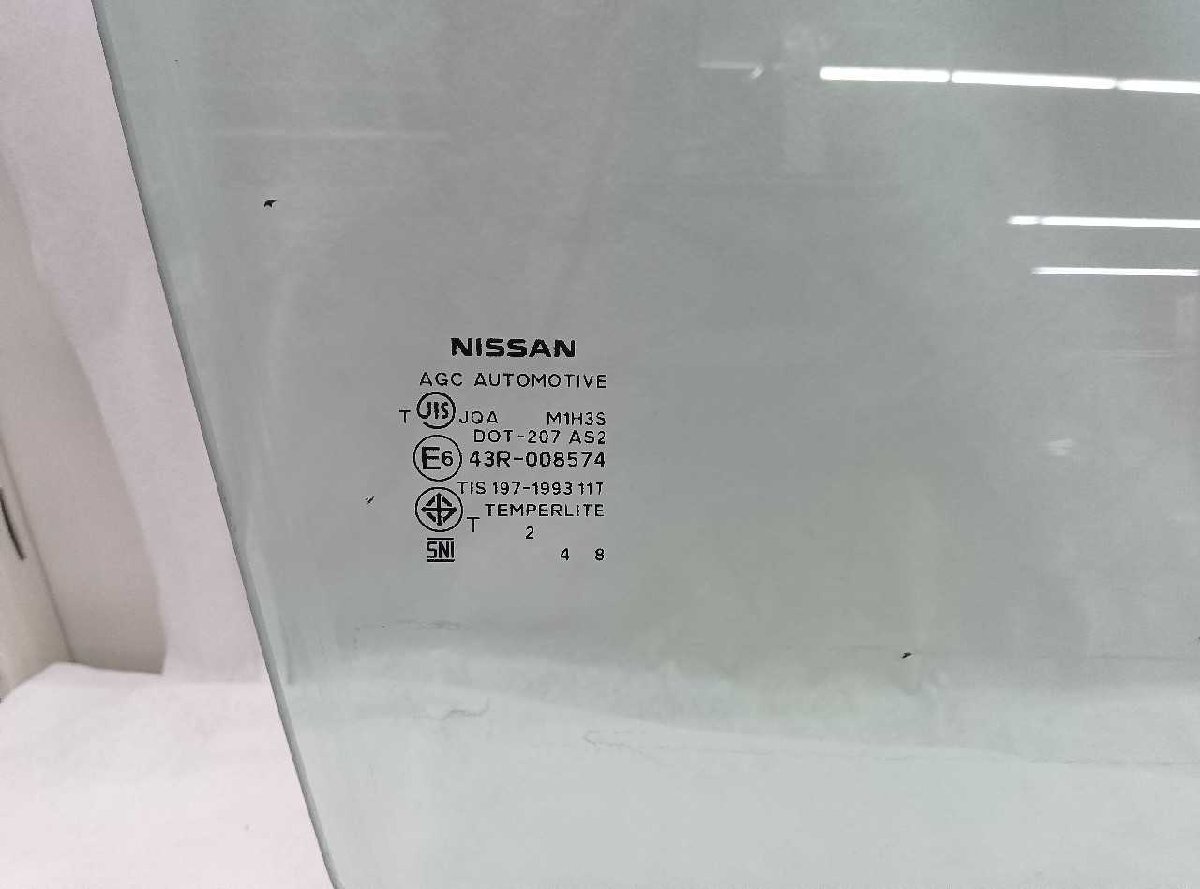 NISSAN
AGC AUTOMOTIVE
T JIS JQA M1H3S
DOT-207 AS2
E6 43R-008574
TIS 197-1993 11T
TEMPERLITE
T
2
SNI
4 8